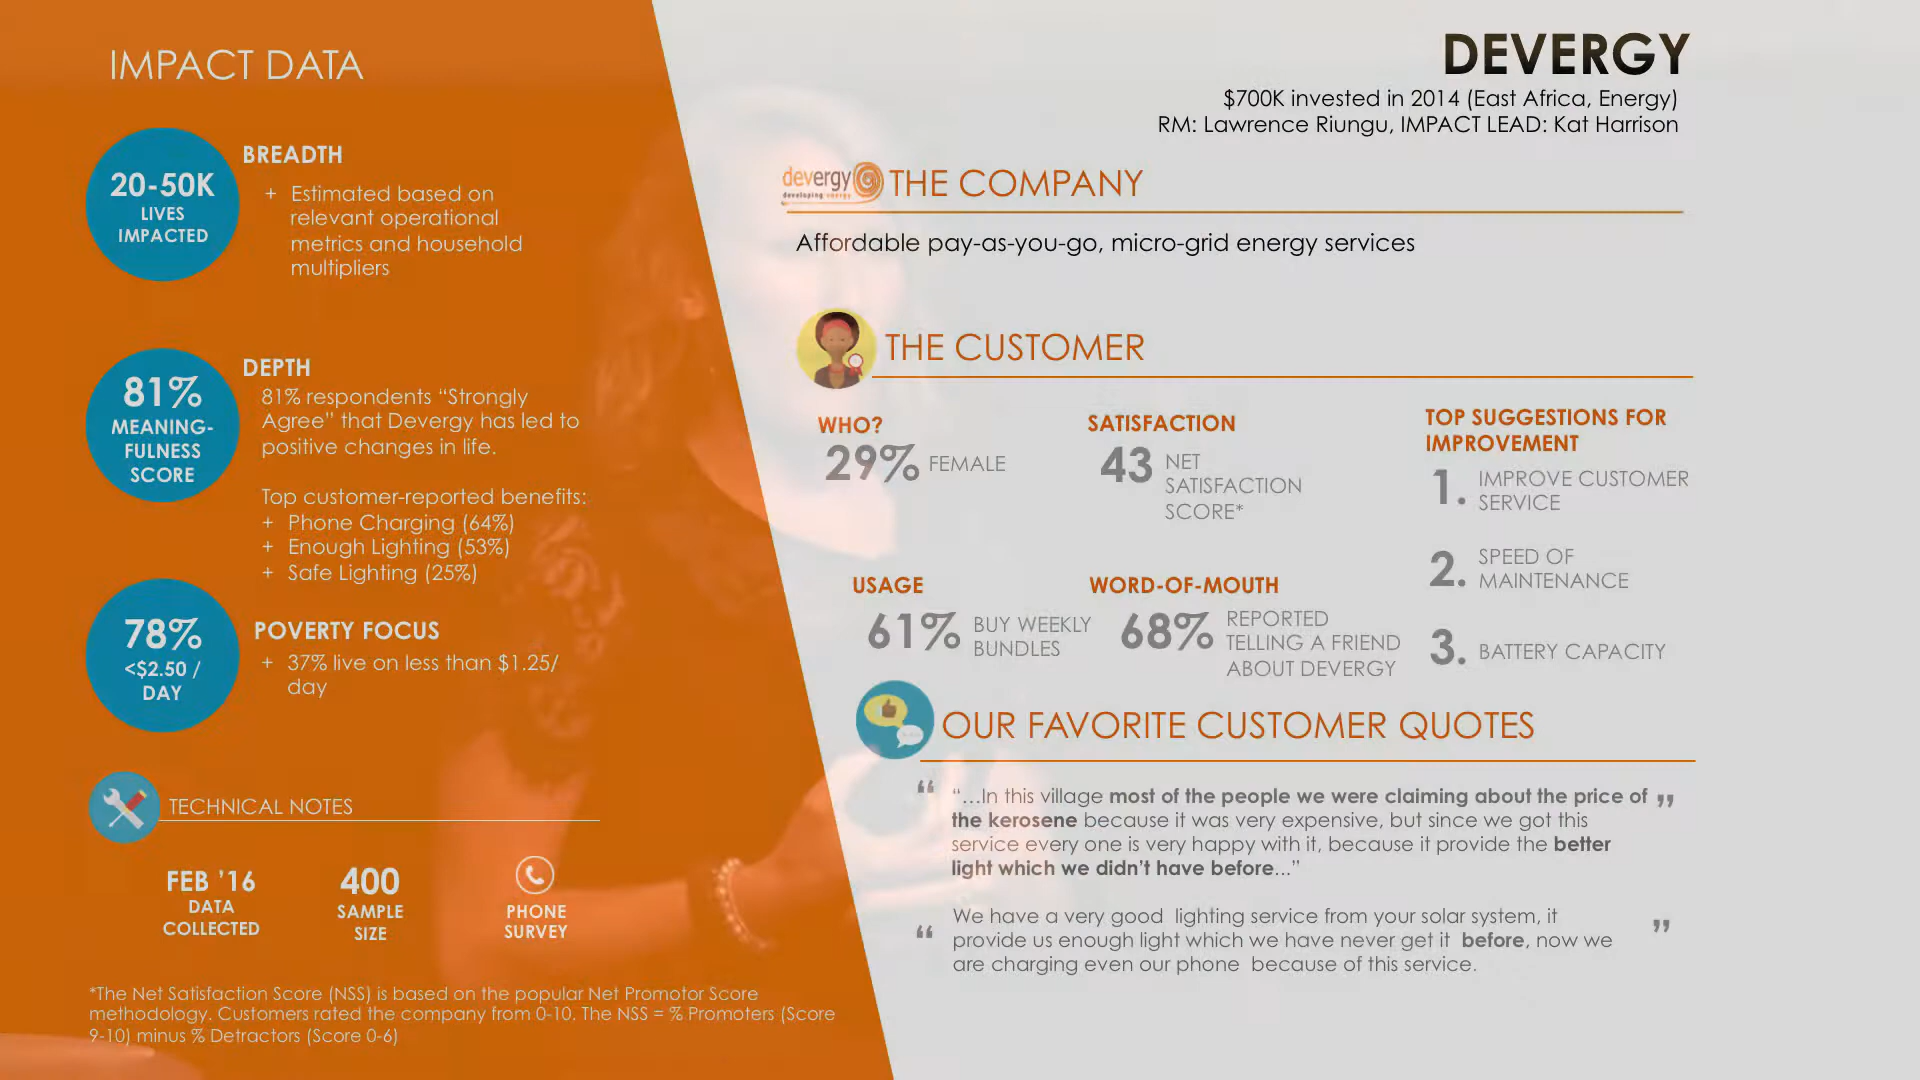 IMPACT DATA
20-50K
LIVES
IMPACTED
BREADTH
+ Estimated based on
relevant operational
metrics and household
multipliers
81%
MEANING-
FULNESS
SCORE
DEPTH
81% respondents “Strongly
Agree” that Devergy has led to
positive changes in life.
Top customer-reported benefits:
+ Phone Charging (64%)
+ Enough Lighting (53%)
+ Safe Lighting (25%)
78%
<$2.50 /
DAY
POVERTY FOCUS
+ 37% live on less than $1.25/
day
TECHNICAL NOTES
FEB ’16
DATA
COLLECTED
400
SAMPLE
SIZE
PHONE
SURVEY
*The Net Satisfaction Score (NSS) is based on the popular Net Promotor Score
methodology. Customers rated the company from 0-10. The NSS = % Promoters (Score
9-10) minus % Detractors (Score 0-6)
DEVERGY
$700K invested in 2014 (East Africa, Energy)
RM: Lawrence Riungu, IMPACT LEAD: Kat Harrison
devergy
developing energy
THE COMPANY
Affordable pay-as-you-go, micro-grid energy services
THE CUSTOMER
WHO?
29% FEMALE
SATISFACTION
43 NET
SATISFACTION
SCORE*
TOP SUGGESTIONS FOR
IMPROVEMENT
1. IMPROVE CUSTOMER
SERVICE
2. SPEED OF
MAINTENANCE
3. BATTERY CAPACITY
USAGE
61% BUY WEEKLY
BUNDLES
WORD-OF-MOUTH
68% REPORTED
TELLING A FRIEND
ABOUT DEVERGY
OUR FAVORITE CUSTOMER QUOTES
“ “…In this village most of the people we were claiming about the price of ”
the kerosene because it was very expensive, but since we got this
service every one is very happy with it, because it provide the better
light which we didn’t have before...”
We have a very good lighting service from your solar system, it
“ provide us enough light which we have never get it before, now we ”
are charging even our phone because of this service.